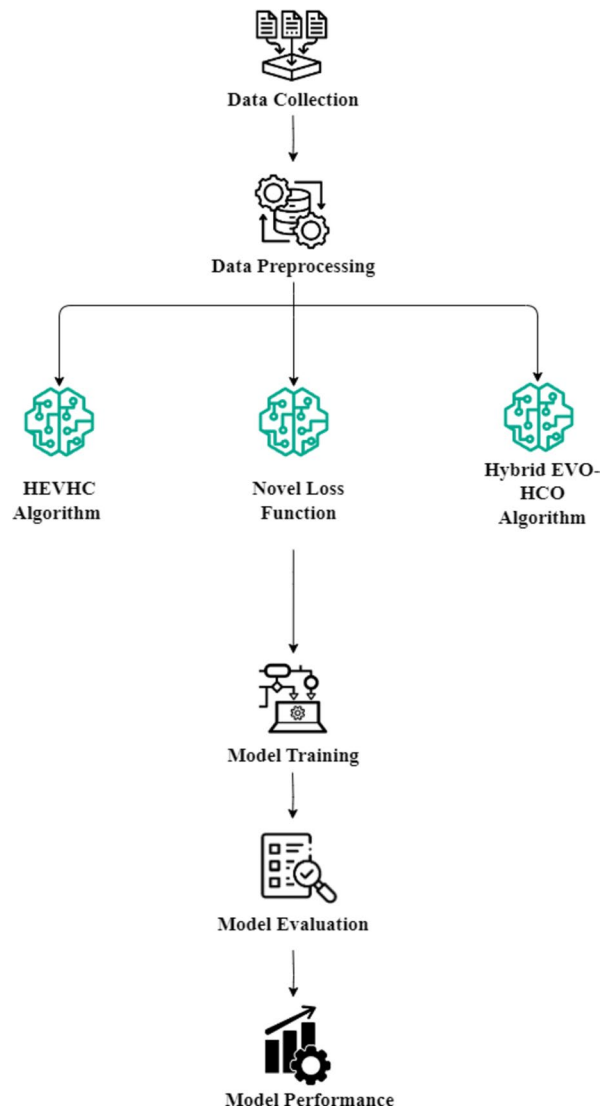 Data Collection
Data Preprocessing
HEVHC
Algorithm
Novel Loss
Function
Hybrid EVO-
HCO
Algorithm
Model Training
Model Evaluation
Model Performance